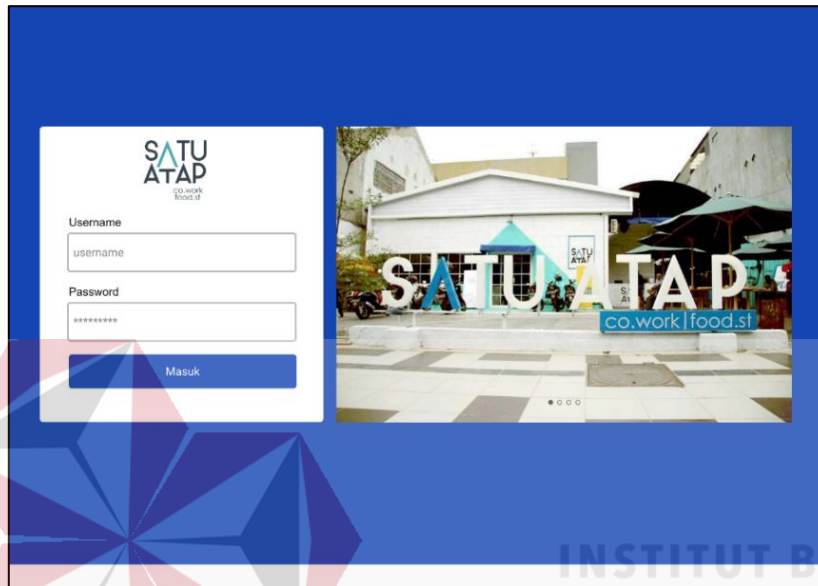 SATU
ATAP
co.work
food.st
Username
username
Password
*********
Masuk
SATU
ATAP
SATU ATAP
co.work|food.st
INSTITUT B